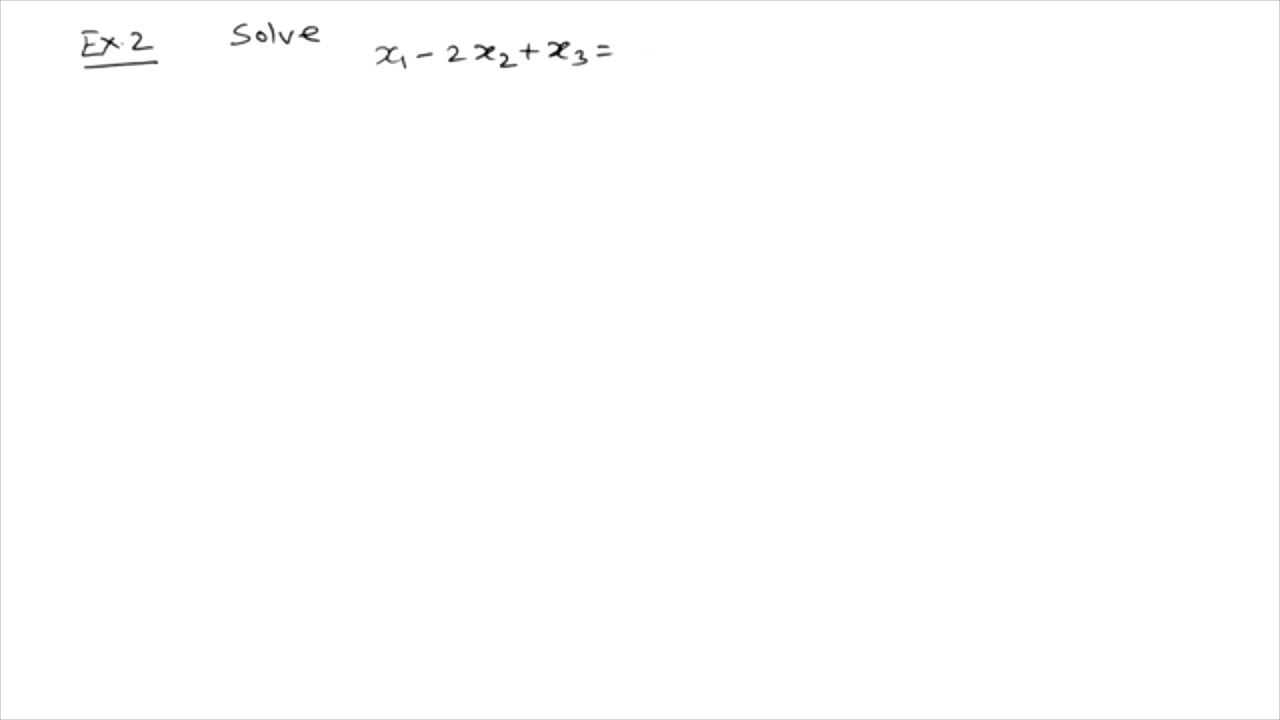 Ex.2 Solve x₁ - 2x₂ + x₃ =